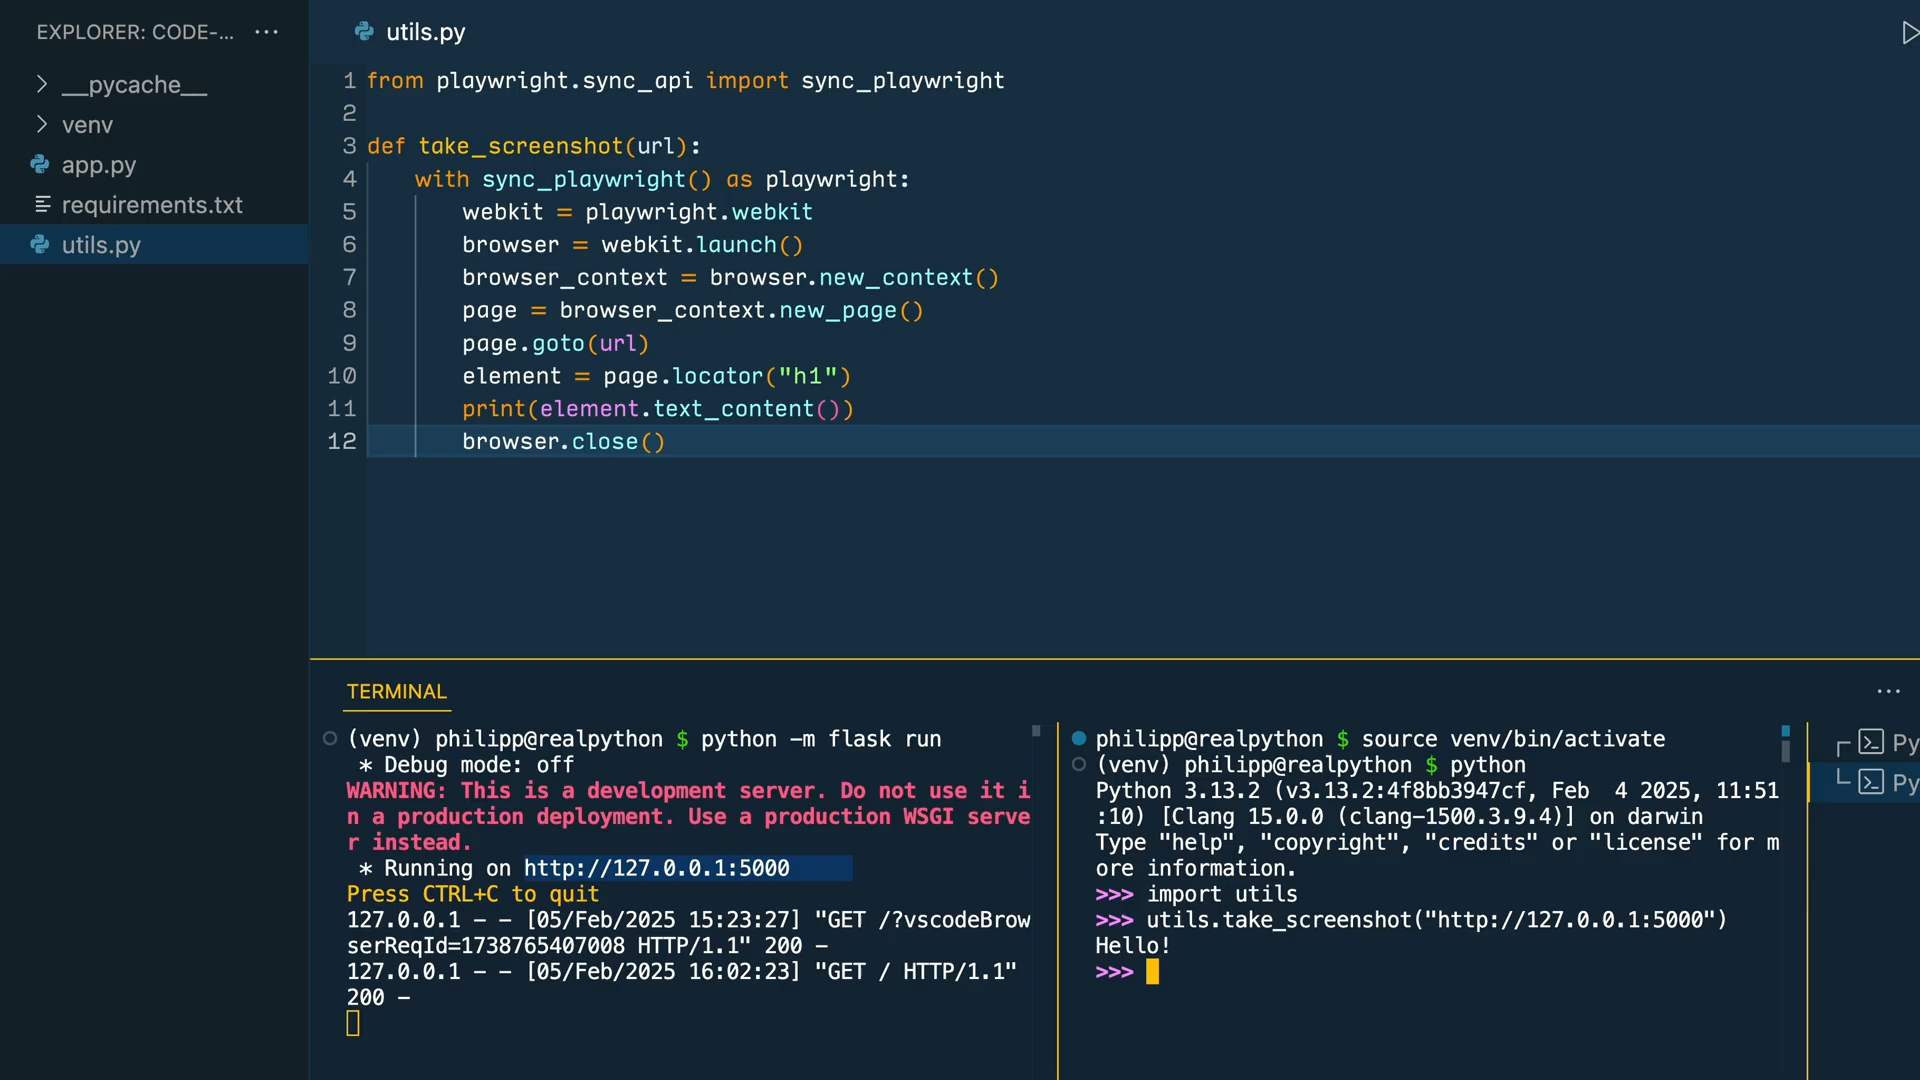 EXPLORER: CODE-... ···
__pycache__
venv
app.py
requirements.txt
utils.py
utils.py
1 from playwright.sync_api import sync_playwright
2
3 def take_screenshot(url):
4     with sync_playwright() as playwright:
5         webkit = playwright.webkit
6         browser = webkit.launch()
7         browser_context = browser.new_context()
8         page = browser_context.new_page()
9         page.goto(url)
10         element = page.locator("h1")
11         print(element.text_content())
12         browser.close()
TERMINAL ···
(venv) philipp@realpython $ python -m flask run
 * Debug mode: off
WARNING: This is a development server. Do not use it i
n a production deployment. Use a production WSGI serve
r instead.
 * Running on http://127.0.0.1:5000
Press CTRL+C to quit
127.0.0.1 - - [05/Feb/2025 15:23:27] "GET /?vscodeBrow
serReqId=1738765407008 HTTP/1.1" 200 -
127.0.0.1 - - [05/Feb/2025 16:02:23] "GET / HTTP/1.1"
200 -
philipp@realpython $ source venv/bin/activate
(venv) philipp@realpython $ python
Python 3.13.2 (v3.13.2:4f8bb3947cf, Feb  4 2025, 11:51
:10) [Clang 15.0.0 (clang-1500.3.9.4)] on darwin
Type "help", "copyright", "credits" or "license" for m
ore information.
>>> import utils
>>> utils.take_screenshot("http://127.0.0.1:5000")
Hello!
>>>
Py
Py